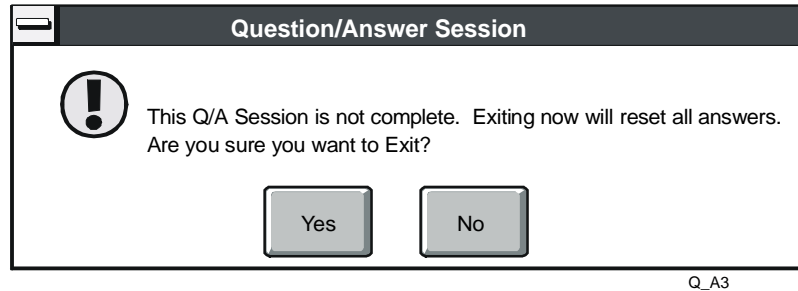 Question/Answer Session
This Q/A Session is not complete.  Exiting now will reset all answers.
Are you sure you want to Exit?
Yes No
Q_A3